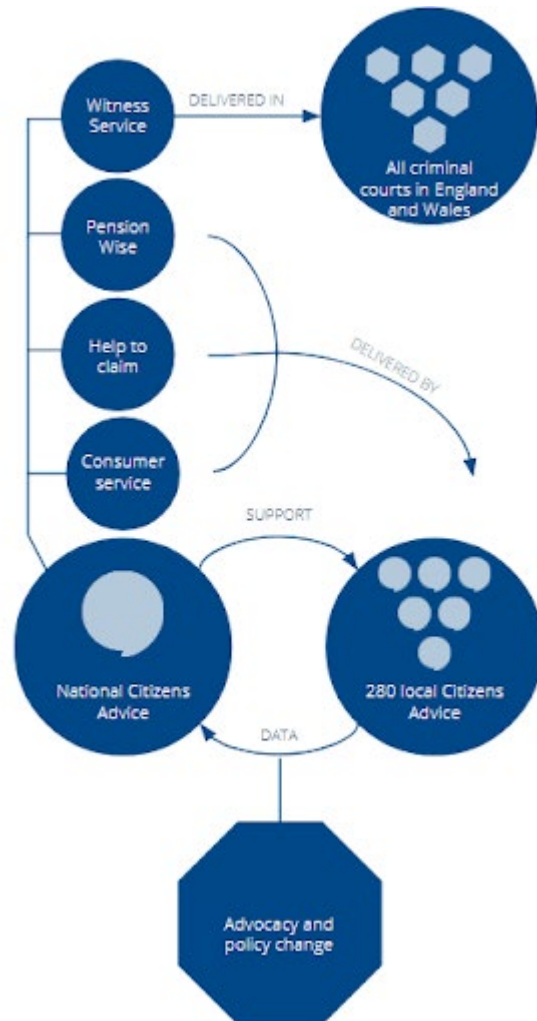 Witness
Service
DELIVERED IN
All criminal
courts in England
and Wales
Pension
Wise
Help to
claim
DELIVERED BY
Consumer
service
SUPPORT
National Citizens
Advice
280 local Citizens
Advice
DATA
Advocacy and
policy change